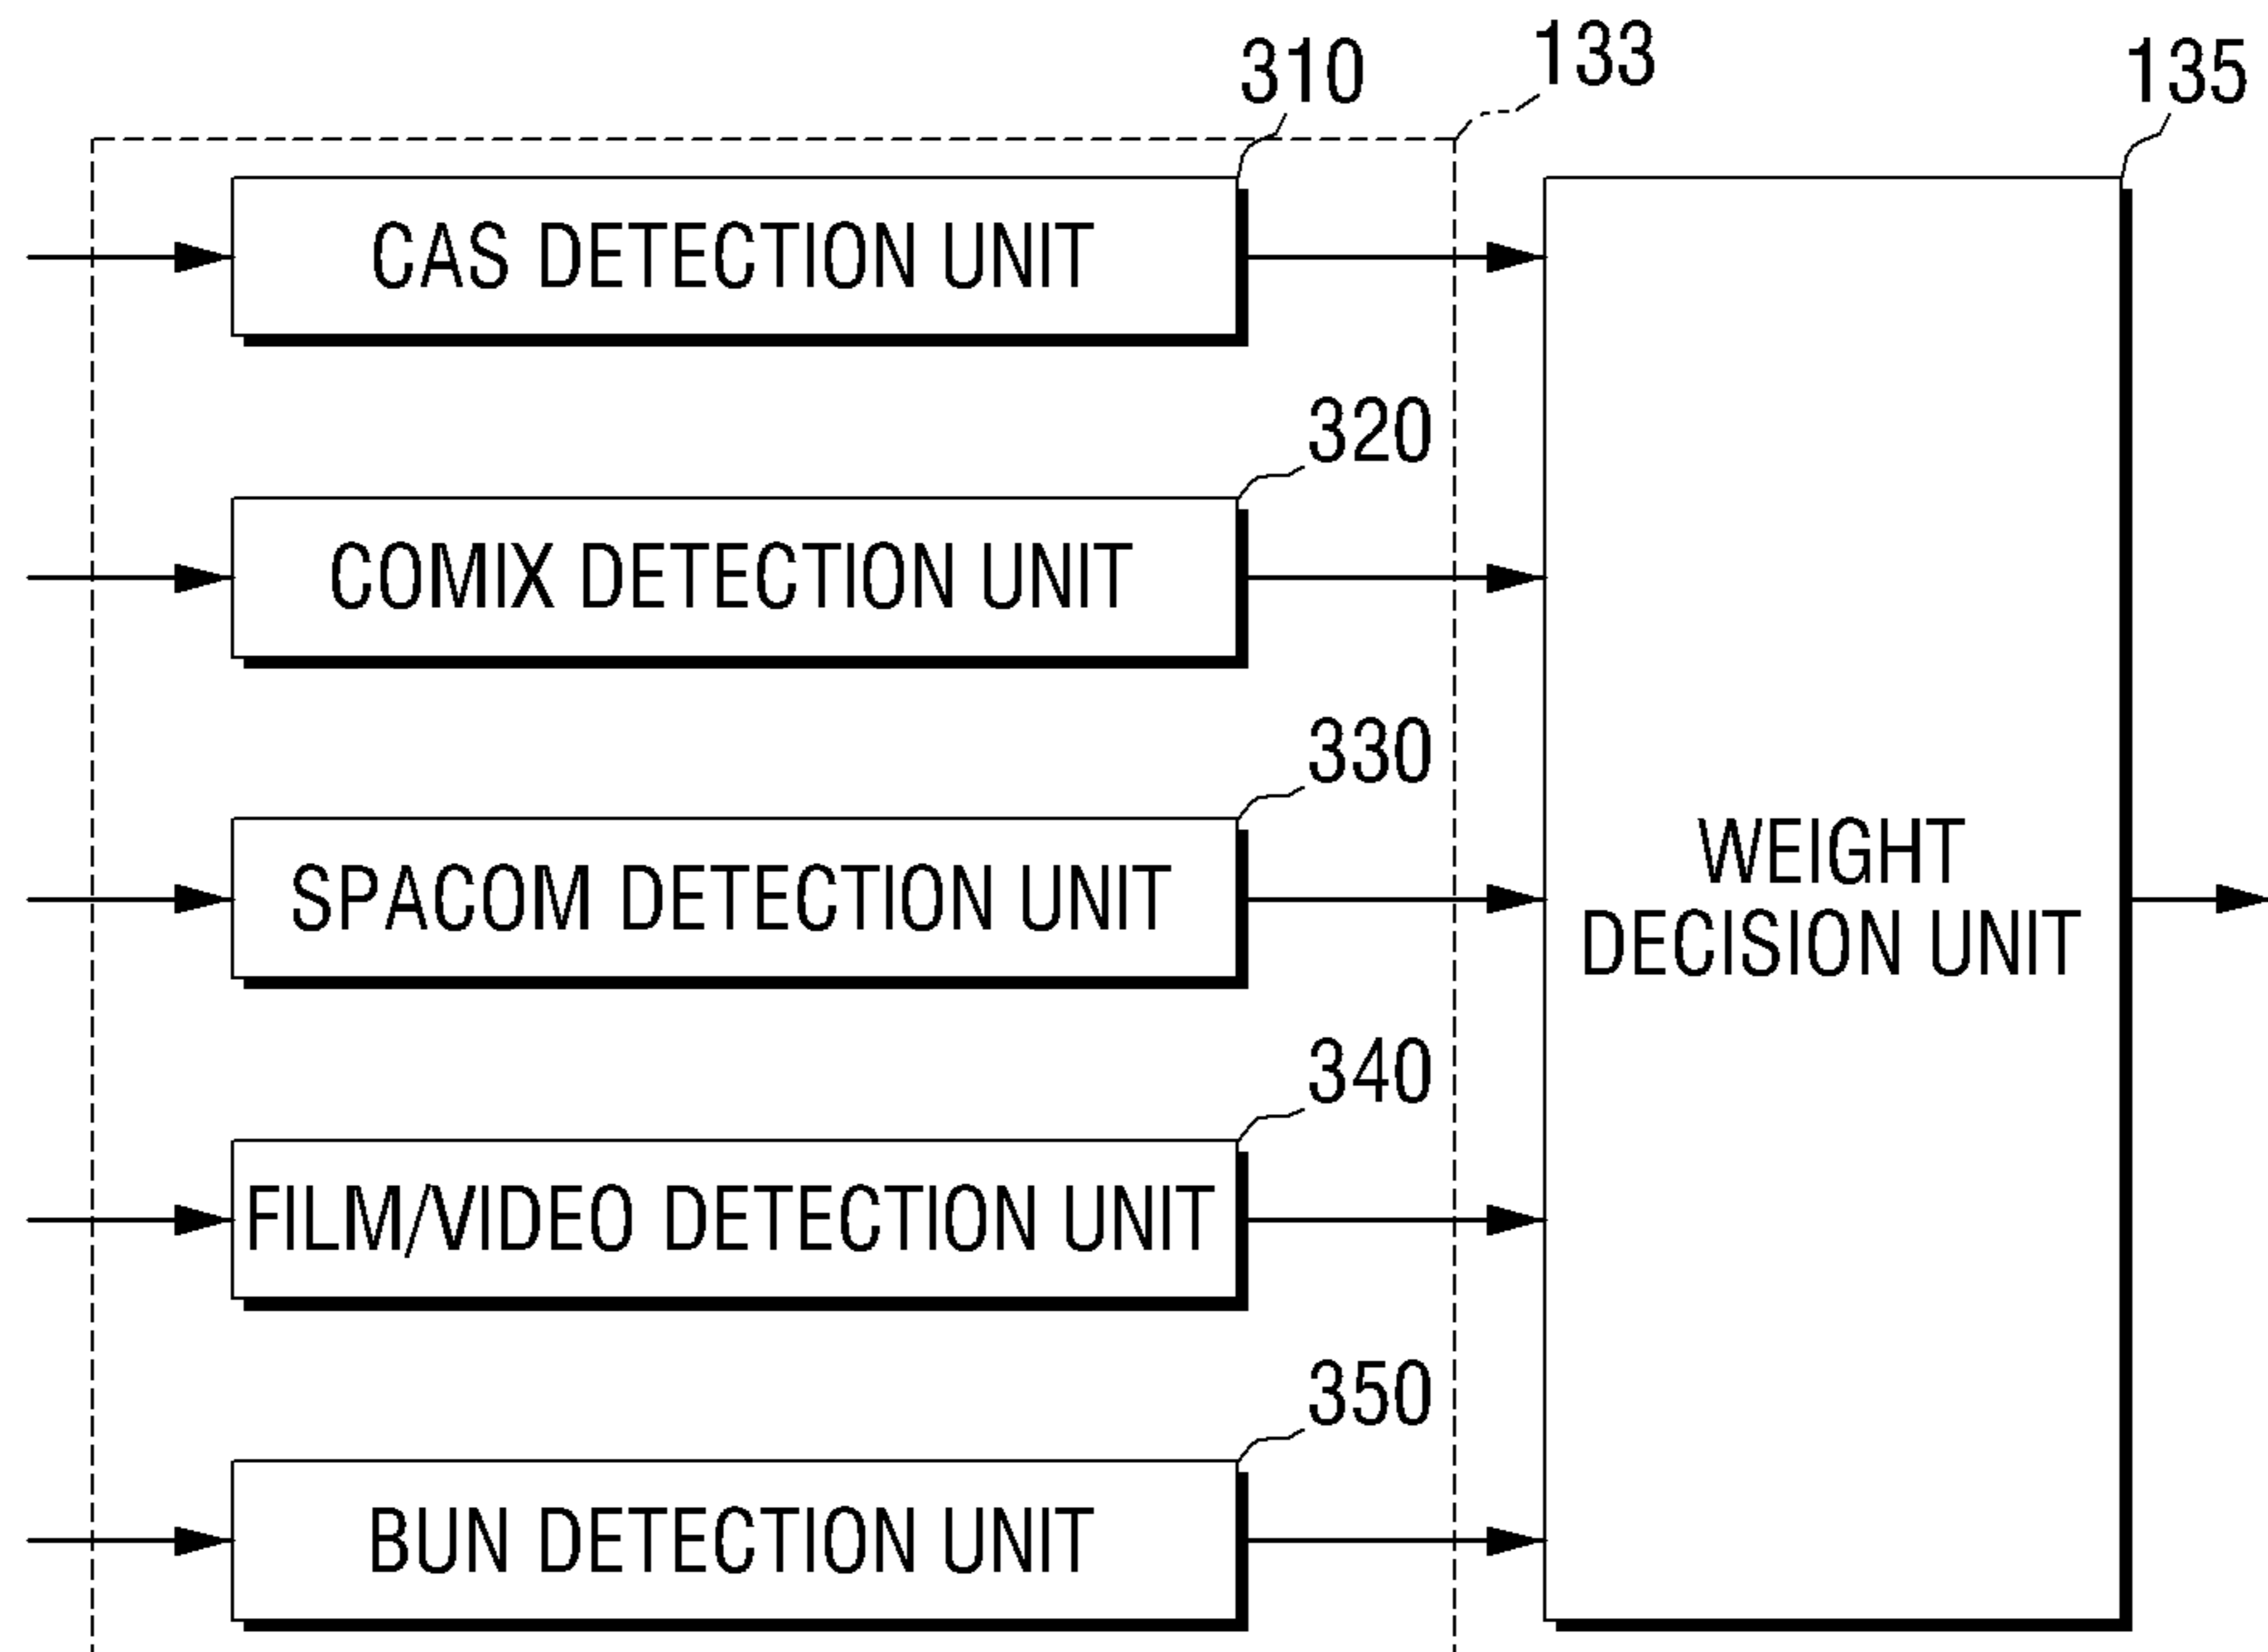 133
310
135
CAS DETECTION UNIT
320
COMIX DETECTION UNIT
330
SPACOM DETECTION UNIT
WEIGHT
DECISION UNIT
340
FILM/VIDEO DETECTION UNIT
350
BUN DETECTION UNIT